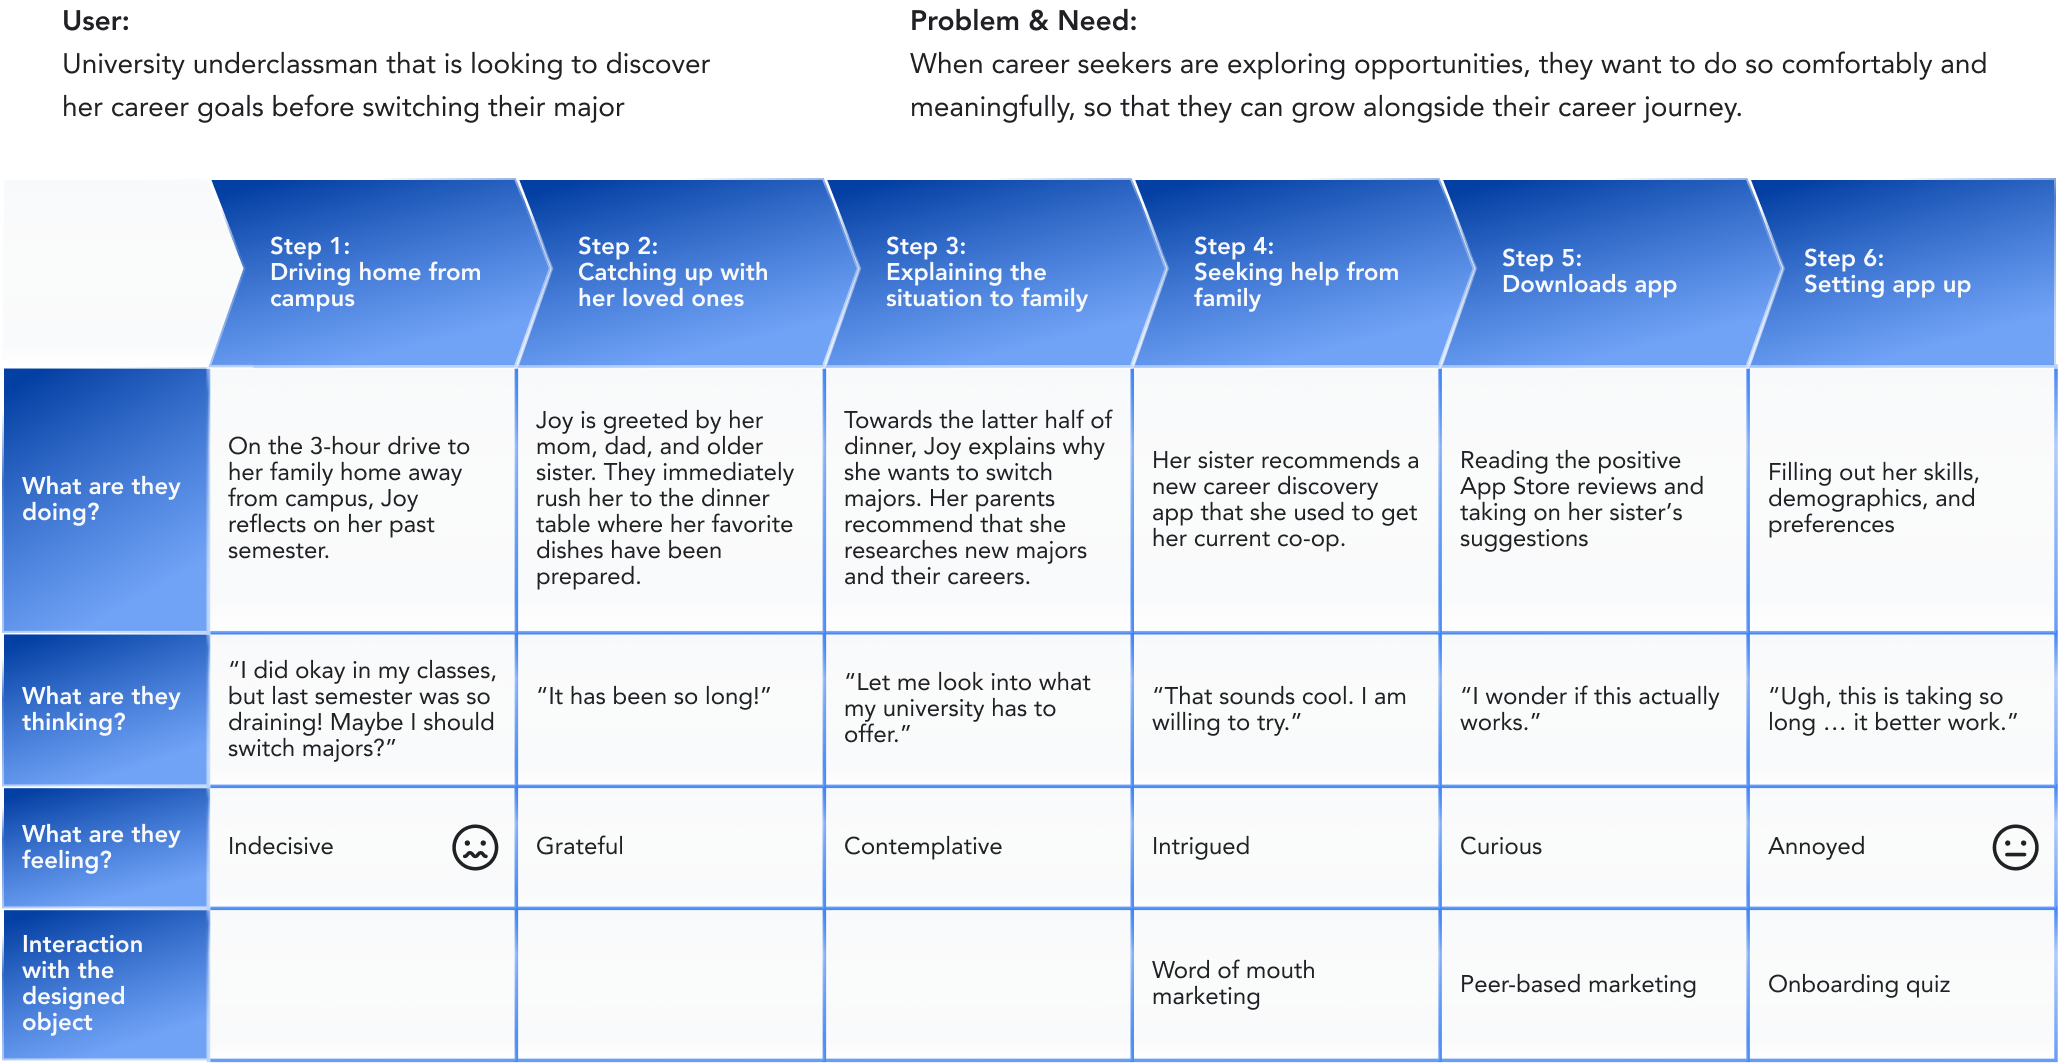 User:
University underclassman that is looking to discover
her career goals before switching their major
Problem & Need:
When career seekers are exploring opportunities, they want to do so comfortably and
meaningfully, so that they can grow alongside their career journey.
Step 1:
Driving home from
campus
Step 2:
Catching up with
her loved ones
Step 3:
Explaining the
situation to family
Step 4:
Seeking help from
family
Step 5:
Downloads app
Step 6:
Setting app up
What are they
doing?
On the 3-hour drive to
her family home away
from campus, Joy
reflects on her past
semester.
Joy is greeted by her
mom, dad, and older
sister. They immediately
rush her to the dinner
table where her favorite
dishes have been
prepared.
Towards the latter half of
dinner, Joy explains why
she wants to switch
majors. Her parents
recommend that she
researches new majors
and their careers.
Her sister recommends a
new career discovery
app that she used to get
her current co-op.
Reading the positive
App Store reviews and
taking on her sister’s
suggestions
Filling out her skills,
demographics, and
preferences
What are they
thinking?
“I did okay in my classes,
but last semester was so
draining! Maybe I should
switch majors?”
“It has been so long!”
“Let me look into what
my university has to
offer.”
“That sounds cool. I am
willing to try.”
“I wonder if this actually
works.”
“Ugh, this is taking so
long … it better work.”
What are they
feeling?
Indecisive
Grateful
Contemplative
Intrigued
Curious
Annoyed
Interaction
with the
designed
object
Word of mouth
marketing
Peer-based marketing
Onboarding quiz